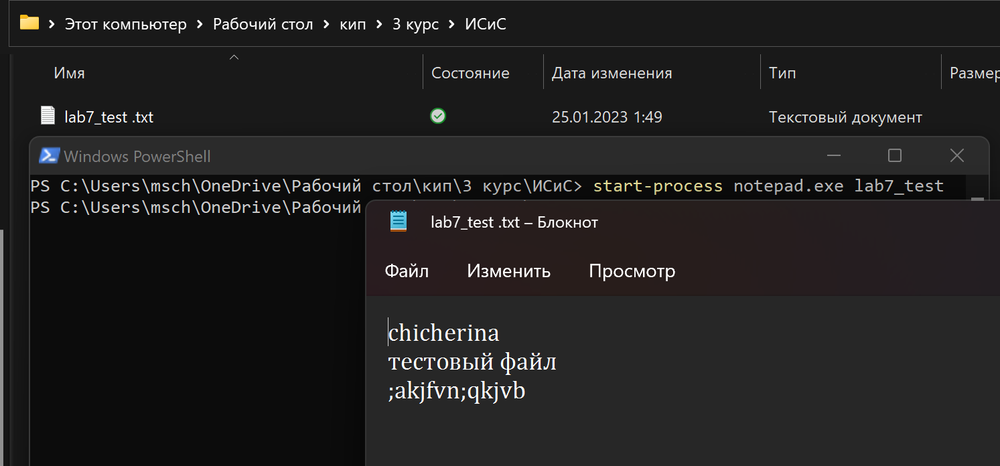 Этот компьютер > Рабочий стол > кип > 3 курс > ИСиС
Имя Состояние Дата изменения Тип Размер
lab7_test .txt 25.01.2023 1:49 Текстовый документ
Windows PowerShell
PS C:\Users\msch\OneDrive\Рабочий стол\кип\3 курс\ИСиС> start-process notepad.exe lab7_test
PS C:\Users\msch\OneDrive\Рабочий
lab7_test .txt – Блокнот
Файл Изменить Просмотр
chicherina
тестовый файл
;akjfvn;qkjvb